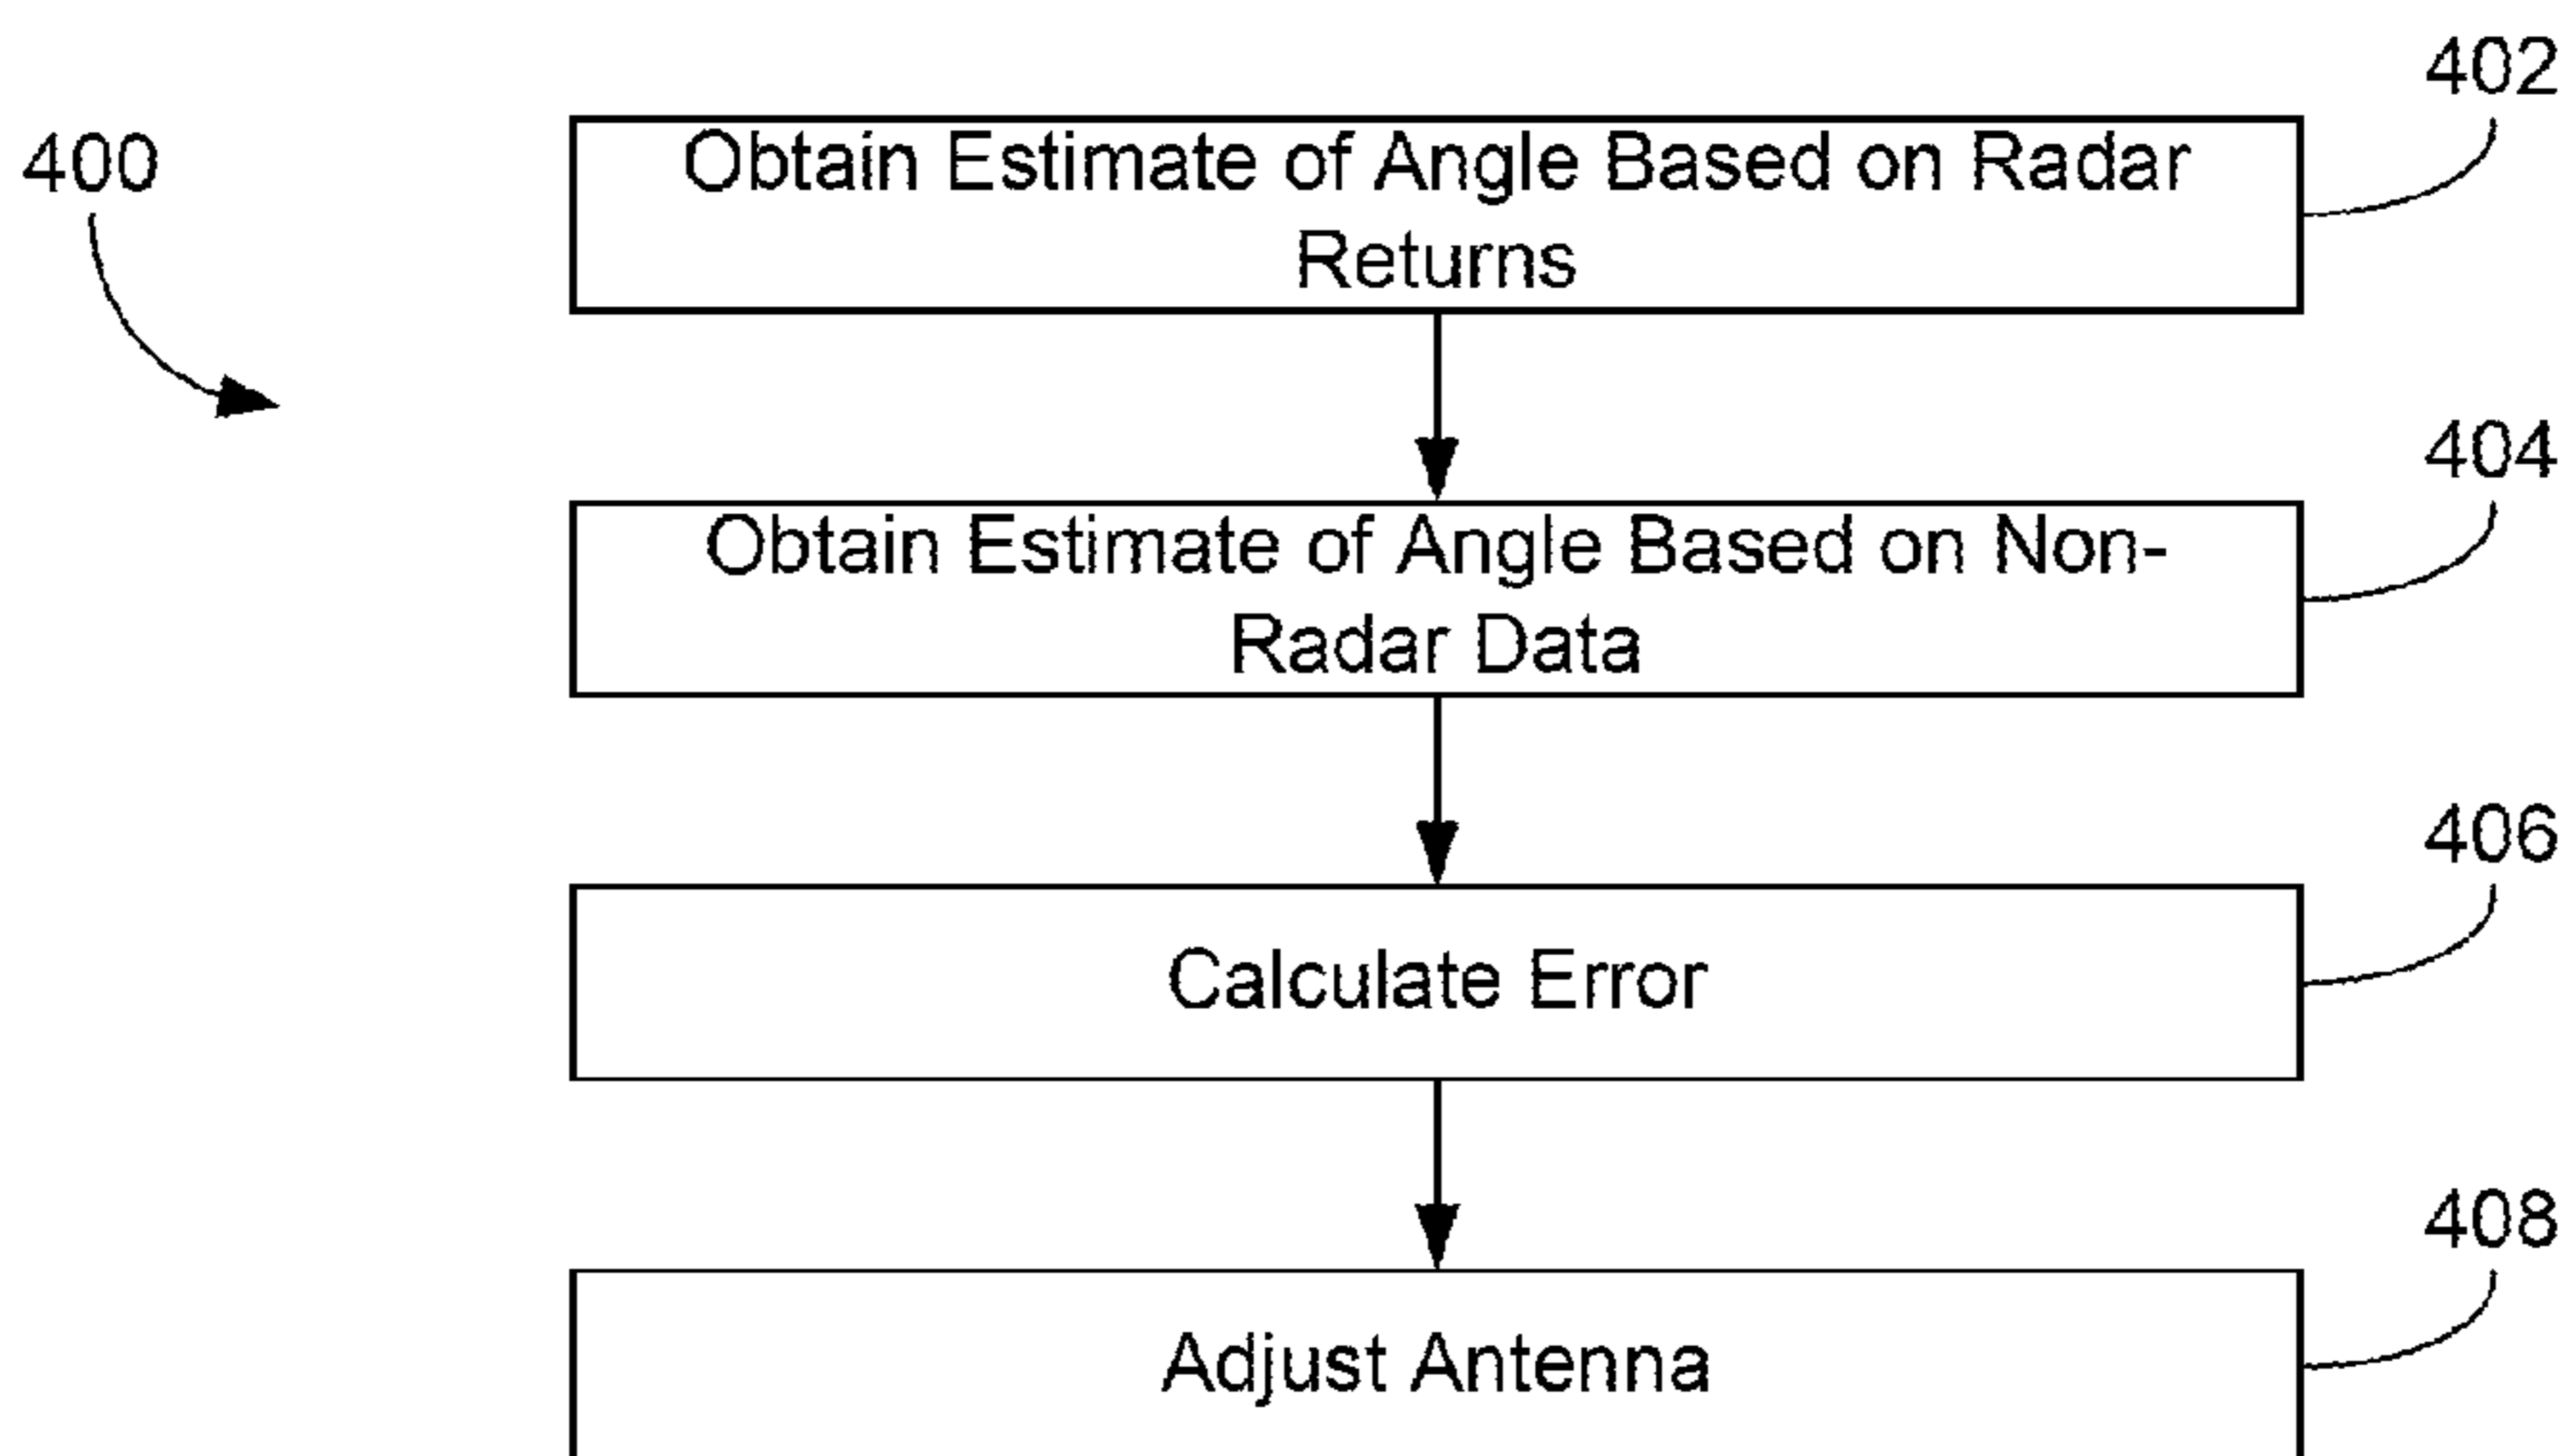 402
400
Obtain Estimate of Angle Based on Radar
Returns
404
Obtain Estimate of Angle Based on Non-
Radar Data
406
Calculate Error
408
Adjust Antenna